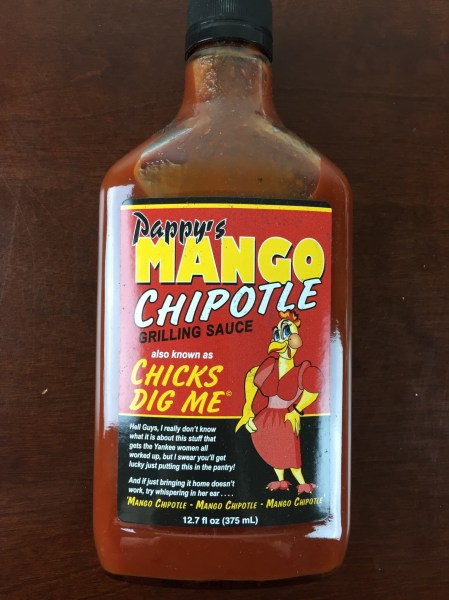 Pappy's
MANGO
CHIPOTLE
GRILLING SAUCE
also known as
CHICKS
DIG ME©
Hell Guys, I really don't know
what it is about this stuff that
gets the Yankee women all
worked up, but I swear you'll get
lucky just putting this in the pantry!
And if just bringing it home doesn't
work, try whispering in her ear . . . .
"MANGO CHIPOTLE - MANGO CHIPOTLE - MANGO CHIPOTLE"
12.7 fl oz (375 mL)